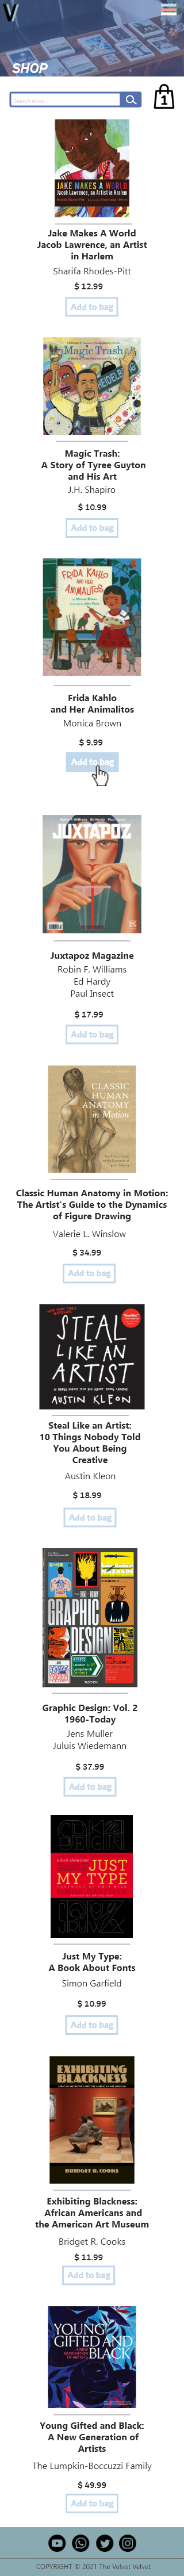 V
SHOP
Search shop...
1
JAKE MAKES A WORLD
Jake Makes A World
Jacob Lawrence, an Artist
in Harlem
Sharifa Rhodes-Pitt
$ 12.99
Add to bag
Magic Trash
Magic Trash:
A Story of Tyree Guyton
and His Art
J.H. Shapiro
$ 10.99
Add to bag
FRIDA KAHLO
AND HER
ANIMALITOS
Frida Kahlo
and Her Animalitos
Monica Brown
$ 9.99
Add to bag
JUXTAPOZ
Juxtapoz Magazine
Robin F. Williams
Ed Hardy
Paul Insect
$ 17.99
Add to bag
CLASSIC
HUMAN
ANATOMY
in Motion
Classic Human Anatomy in Motion:
The Artist's Guide to the Dynamics
of Figure Drawing
Valerie L. Winslow
$ 34.99
Add to bag
STEAL
LIKE AN
ARTIST
AUSTIN KLEON
Steal Like an Artist:
10 Things Nobody Told
You About Being
Creative
Austin Kleon
$ 18.99
Add to bag
GRAPHIC
DESIGN
Graphic Design: Vol. 2
1960-Today
Jens Muller
Juluis Wiedemann
$ 37.99
Add to bag
JUST
MY TYPE
Just My Type:
A Book About Fonts
Simon Garfield
$ 10.99
Add to bag
EXHIBITING
BLACKNESS
BRIDGET R. COOKS
Exhibiting Blackness:
African Americans and
the American Art Museum
Bridget R. Cooks
$ 11.99
Add to bag
YOUNG
GIFTED AND
BLACK
Young Gifted and Black:
A New Generation of
Artists
The Lumpkin-Boccuzzi Family
$ 49.99
Add to bag
COPYRIGHT © 2021 The Velvet Velvet